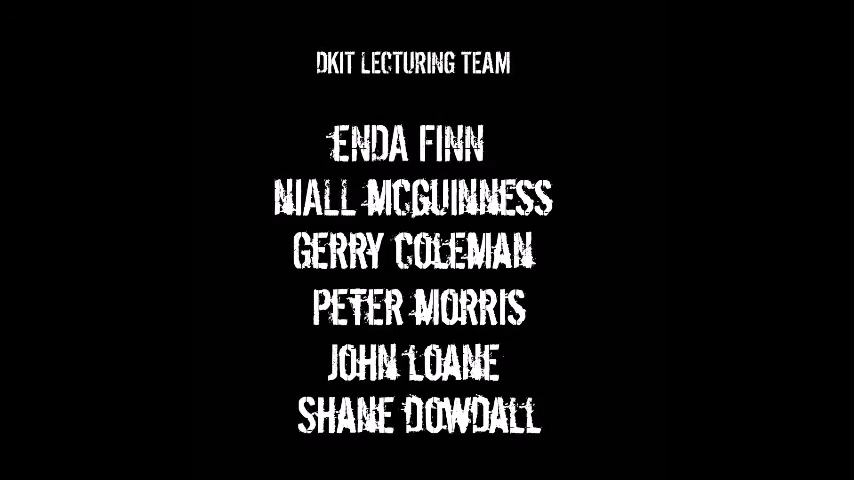 DKIT LECTURING TEAM
ENDA FINN
NIALL MCGUINNESS
GERRY COLEMAN
PETER MORRIS
JOHN LOANE
SHANE DOWDALL